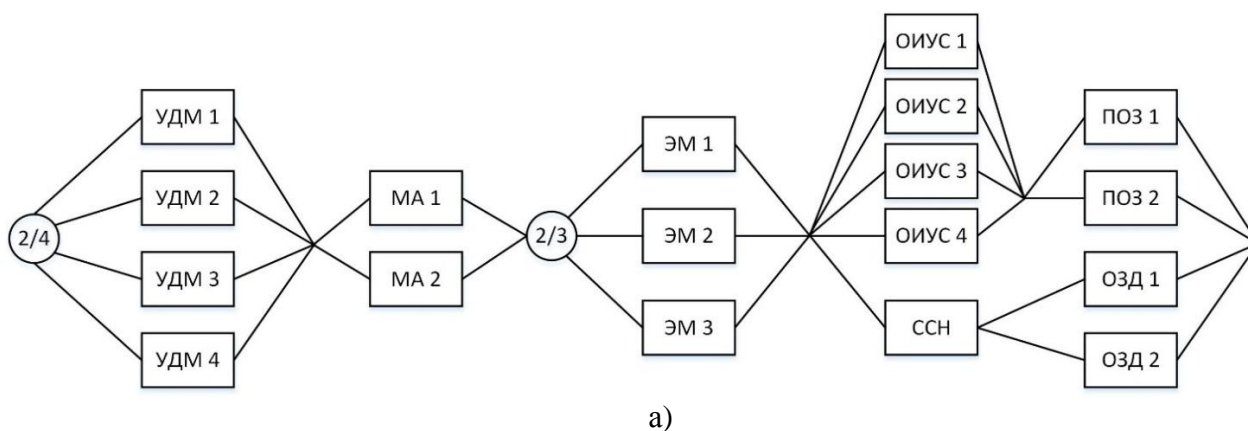 ОИУС 1
УДМ 1
ОИУС 2
ПОЗ 1
ЭМ 1
УДМ 2
МА 1
ОИУС 3
ПОЗ 2
2/4
2/3
ЭМ 2
ОИУС 4
УДМ 3
МА 2
ОЗД 1
ЭМ 3
ССН
УДМ 4
ОЗД 2
а)